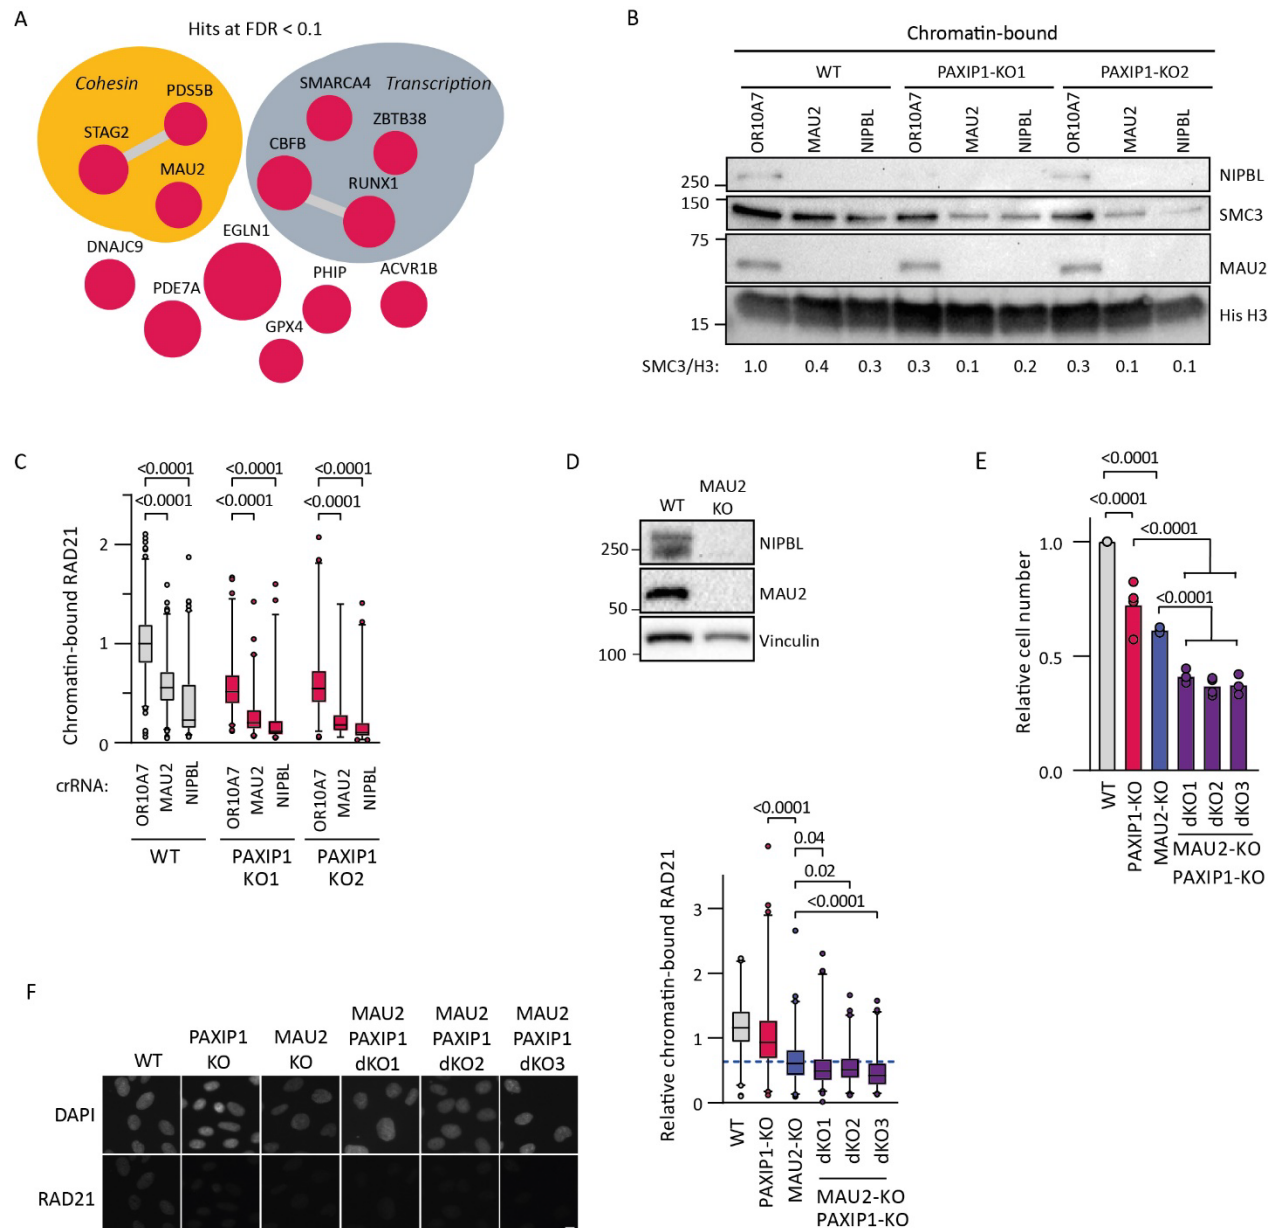 A
Hits at FDR < 0.1
Cohesin
PDS5B
STAG2
MAU2
SMARCA4
Transcription
ZBTB38
CBFB
RUNX1
DNAJC9
EGLN1
PDE7A
PHIP
ACVR1B
GPX4
B
Chromatin-bound
WT PAXIP1-KO1 PAXIP1-KO2
OR10A7 MAU2 NIPBL OR10A7 MAU2 NIPBL OR10A7 MAU2 NIPBL
250 NIPBL
150 SMC3
75 MAU2
15 His H3
SMC3/H3: 1.0 0.4 0.3 0.3 0.1 0.2 0.3 0.1 0.1
C
<0.0001 <0.0001 <0.0001
<0.0001 <0.0001 <0.0001
Chromatin-bound RAD21
2
1
0
crRNA: OR10A7 MAU2 NIPBL OR10A7 MAU2 NIPBL OR10A7 MAU2 NIPBL
WT PAXIP1 PAXIP1
KO1 KO2
D
WT MAU2
KO
250 NIPBL
MAU2
50
Vinculin
100
E
<0.0001
<0.0001
<0.0001
<0.0001
Relative cell number
1.0
0.5
0.0
WT PAXIP1-KO MAU2-KO dKO1 dKO2 dKO3
MAU2-KO
PAXIP1-KO
F
WT
PAXIP1
KO
MAU2
KO
MAU2
PAXIP1
dKO1
MAU2
PAXIP1
dKO2
MAU2
PAXIP1
dKO3
DAPI
RAD21
<0.0001
0.04
0.02
<0.0001
Relative chromatin-bound RAD21
3
2
1
0
WT PAXIP1-KO MAU2-KO dKO1 dKO2 dKO3
MAU2-KO
PAXIP1-KO